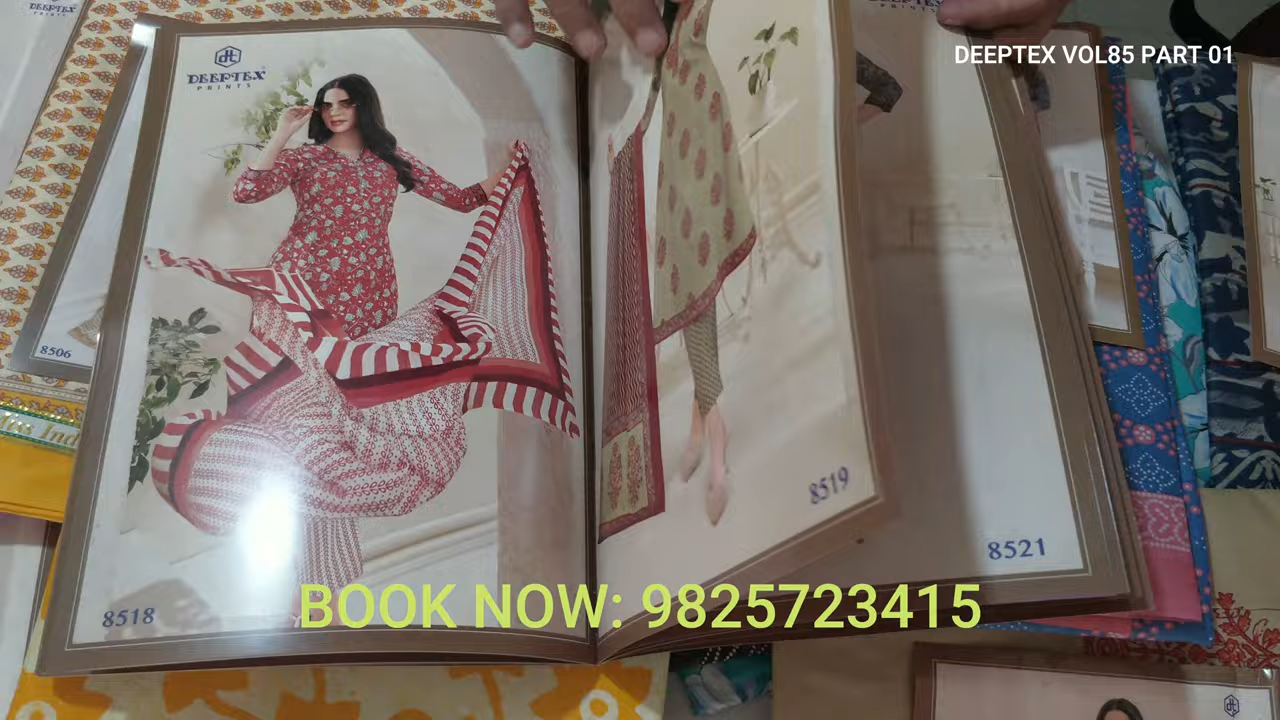 DEEPTEX VOL85 PART 01
DEEPTEX
PRINTS
8506
8518
8519
8521
BOOK NOW: 9825723415